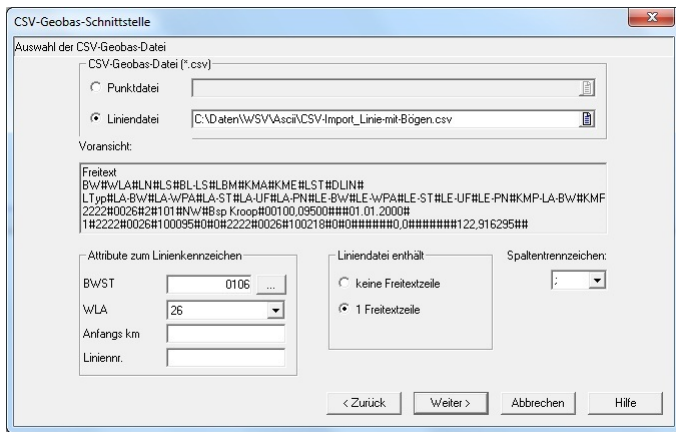 CSV-Geobas-Schnittstelle
Auswahl der CSV-Geobas-Datei
CSV-Geobas-Datei (*.csv)
Punktdatei
Liniendatei
C:\Daten\WSV\Ascii\CSV-Import_Linie-mit-Bögen.csv
Voransicht:
Freitext
BW#WLA#LN#LS#BL-LS#LBM#KMA#KME#LST#DLIN#
LTyp#LA-BW#LA-WPA#LA-ST#LA-UF#LA-PN#LE-BW#LE-WPA#LE-ST#LE-UF#LE-PN#KMP-LA-BW#KMF
2222#0026#2#101#NW#Bsp Kroop#00100,09500###01.01.2000#
1#2222#0026#100095#0#0#2222#0026#100218#0#0######0,0#######122,916295##
Attribute zum Linienkennzeichen
BWST 0106 ...
WLA 26
Anfangs km
Liniennr.
Liniendatei enthält
keine Freitextzeile
1 Freitextzeile
Spaltentrennzeichen:
;
< Zurück Weiter > Abbrechen Hilfe